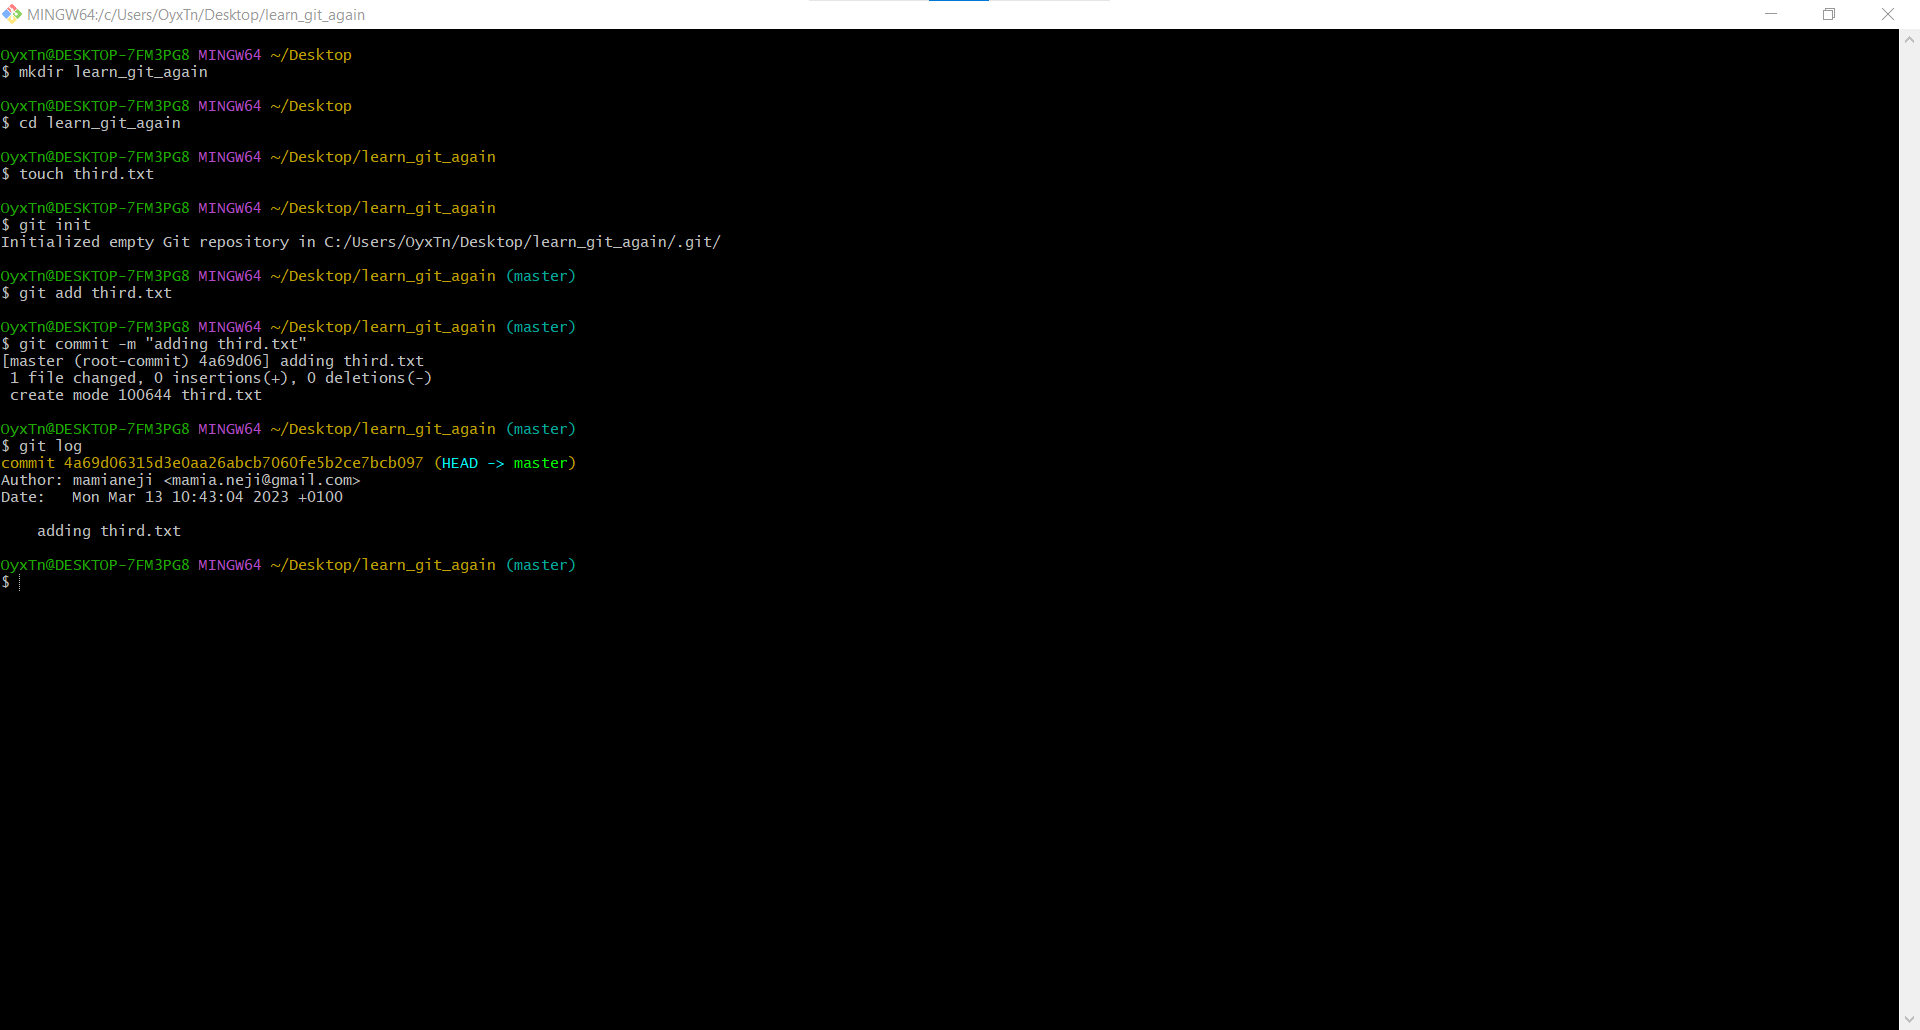 MINGW64:/c/Users/OyxTn/Desktop/learn_git_again
OyxTn@DESKTOP-7FM3PG8 MINGW64 ~/Desktop
$ mkdir learn_git_again
OyxTn@DESKTOP-7FM3PG8 MINGW64 ~/Desktop
$ cd learn_git_again
OyxTn@DESKTOP-7FM3PG8 MINGW64 ~/Desktop/learn_git_again
$ touch third.txt
OyxTn@DESKTOP-7FM3PG8 MINGW64 ~/Desktop/learn_git_again
$ git init
Initialized empty Git repository in C:/Users/OyxTn/Desktop/learn_git_again/.git/
OyxTn@DESKTOP-7FM3PG8 MINGW64 ~/Desktop/learn_git_again (master)
$ git add third.txt
OyxTn@DESKTOP-7FM3PG8 MINGW64 ~/Desktop/learn_git_again (master)
$ git commit -m "adding third.txt"
[master (root-commit) 4a69d06] adding third.txt
 1 file changed, 0 insertions(+), 0 deletions(-)
 create mode 100644 third.txt
OyxTn@DESKTOP-7FM3PG8 MINGW64 ~/Desktop/learn_git_again (master)
$ git log
commit 4a69d06315d3e0aa26abcb7060fe5b2ce7bcb097 (HEAD -> master)
Author: mamianeji <mamia.neji@gmail.com>
Date:   Mon Mar 13 10:43:04 2023 +0100
    adding third.txt
OyxTn@DESKTOP-7FM3PG8 MINGW64 ~/Desktop/learn_git_again (master)
$